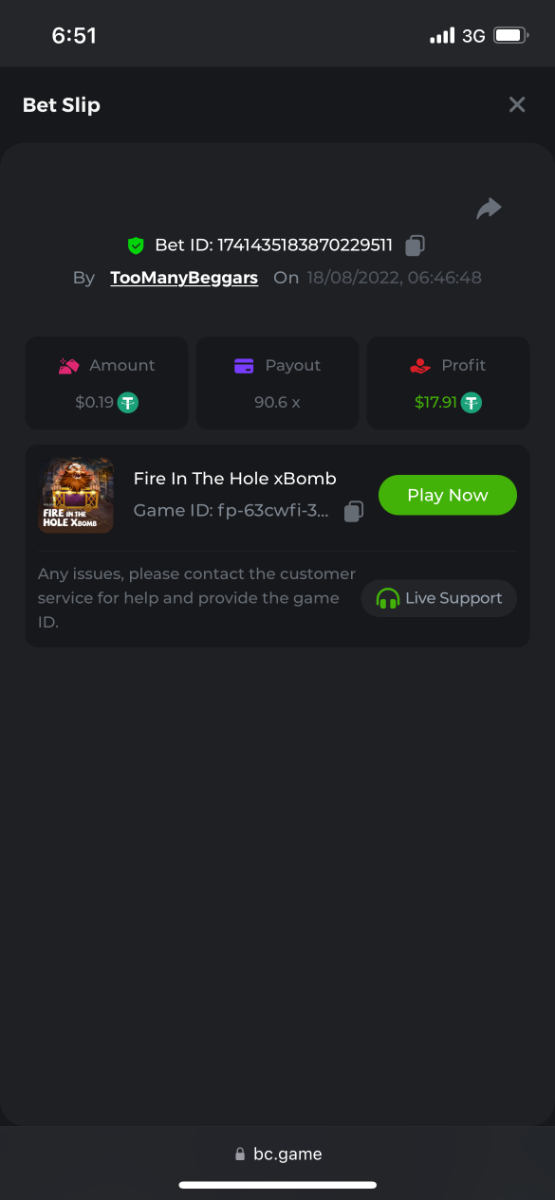 6:51 3G
Bet Slip
Bet ID: 1741435183870229511
By TooManyBeggars On 18/08/2022, 06:46:48
Amount Payout Profit
$0.19 90.6 x $17.91
Fire In The Hole xBomb
Game ID: fp-63cwfi-3...
Play Now
FIRE IN THE
HOLE XBOMB
Any issues, please contact the customer
service for help and provide the game
ID.
Live Support
bc.game